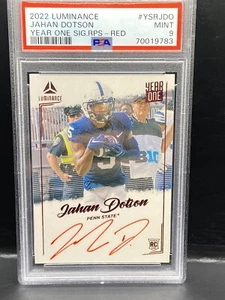 2022 LUMINANCE #YSRJDO
JAHAN DOTSON MINT
YEAR ONE SIG.RPS - RED 9
PSA 70019783
LUMINANCE
YEAR ONE
5
Jahan Dotson
PENN STATE
RC